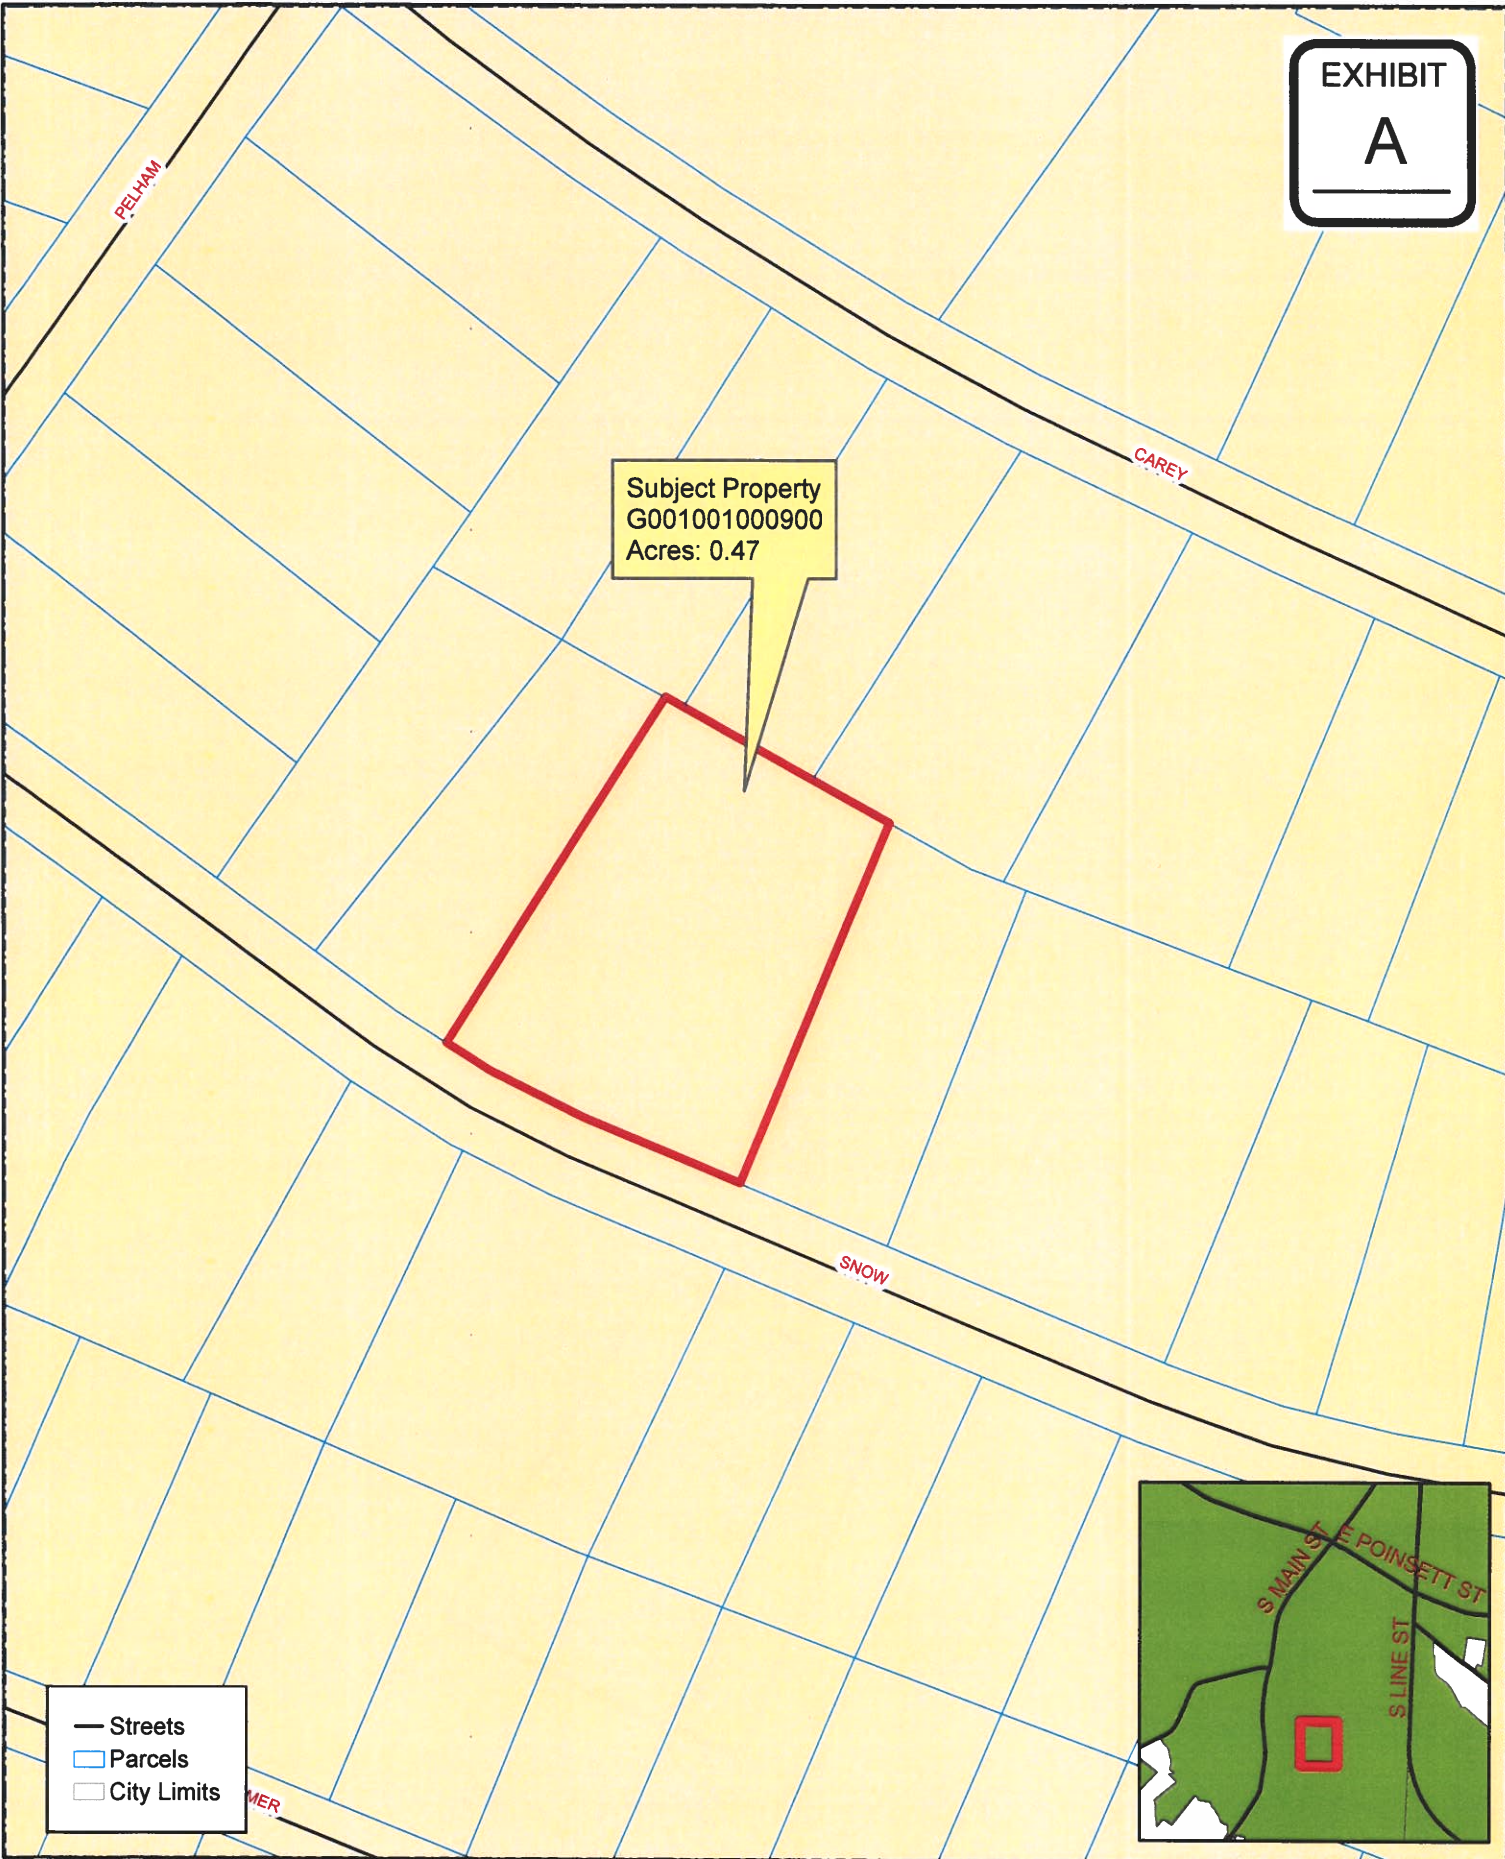 EXHIBIT
A
PELHAM
CAREY
Subject Property
G001001000900
Acres: 0.47
SNOW
S MAIN ST
E POINSETT ST
S LINE ST
Streets
Parcels
City Limits
MER